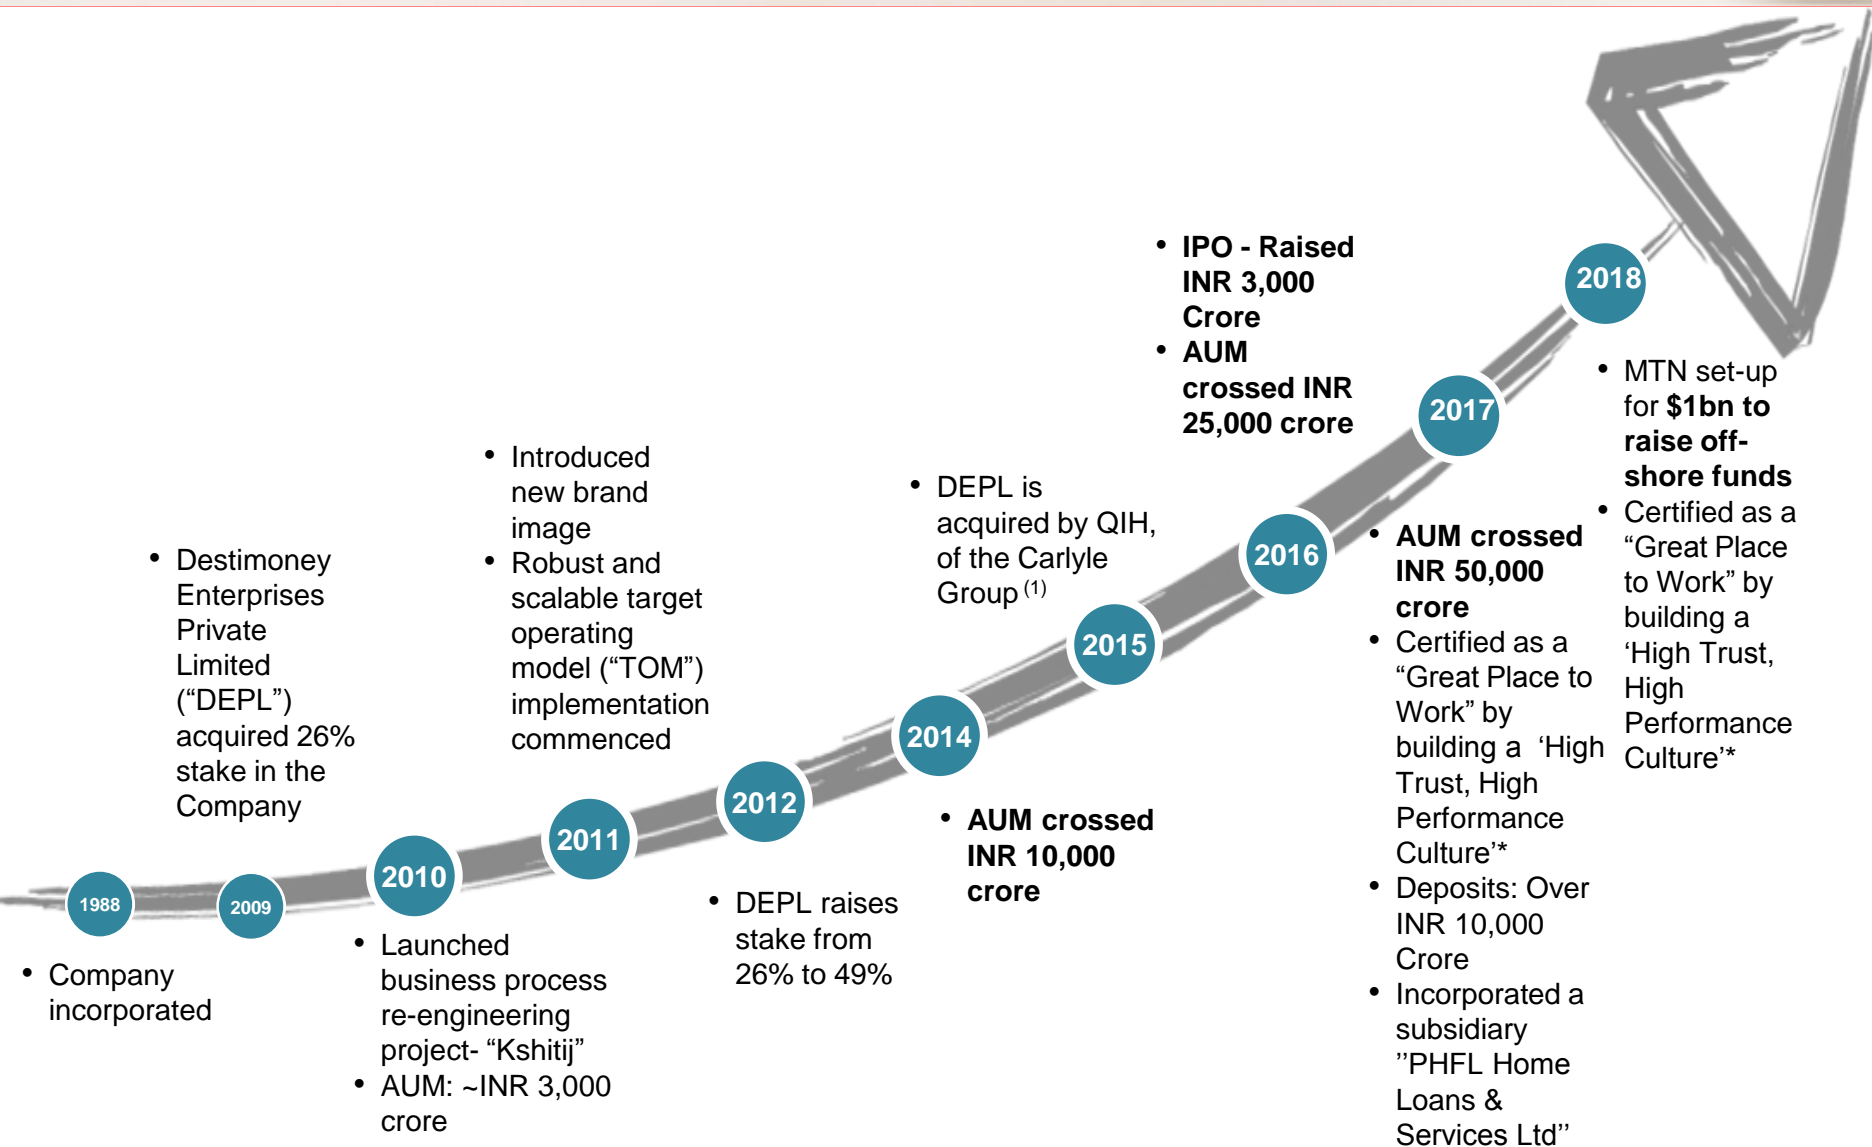 1988
• Company
incorporated
2009
• Destimoney
Enterprises
Private
Limited
(“DEPL”)
acquired 26%
stake in the
Company
2010
• Launched
business process
re-engineering
project- “Kshitij”
• AUM: ~INR 3,000
crore
2011
• Introduced
new brand
image
• Robust and
scalable target
operating
model (“TOM”)
implementation
commenced
2012
• DEPL raises
stake from
26% to 49%
2014
• AUM crossed
INR 10,000
crore
2015
• DEPL is
acquired by QIH,
of the Carlyle
Group (1)
2016
• IPO - Raised
INR 3,000
Crore
• AUM
crossed INR
25,000 crore
2017
• AUM crossed
INR 50,000
crore
• Certified as a
“Great Place to
Work” by
building a ‘High
Trust, High
Performance
Culture’*
• Deposits: Over
INR 10,000
Crore
• Incorporated a
subsidiary
’’PHFL Home
Loans &
Services Ltd’’
2018
• MTN set-up
for $1bn to
raise off-
shore funds
• Certified as a
“Great Place
to Work” by
building a
‘High Trust,
High
Performance
Culture’*